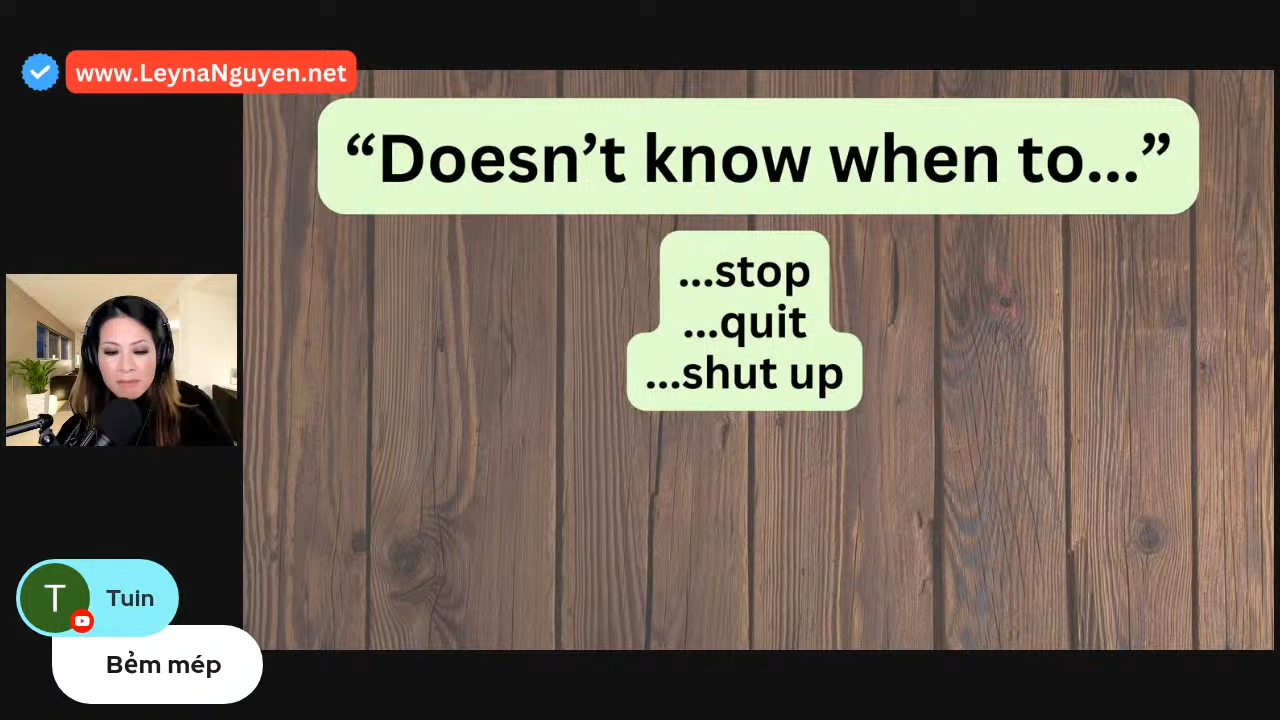 www.LeynaNguyen.net
“Doesn’t know when to...”
...stop
...quit
...shut up
T
Tuin
Bẻm mép